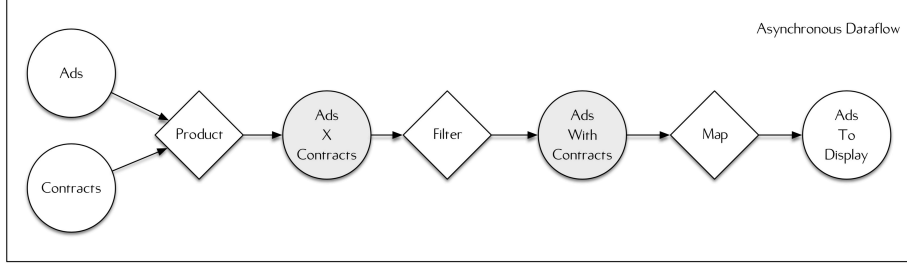 Asynchronous Dataflow
Ads
Contracts
Product
Ads
X
Contracts
Filter
Ads
With
Contracts
Map
Ads
To
Display